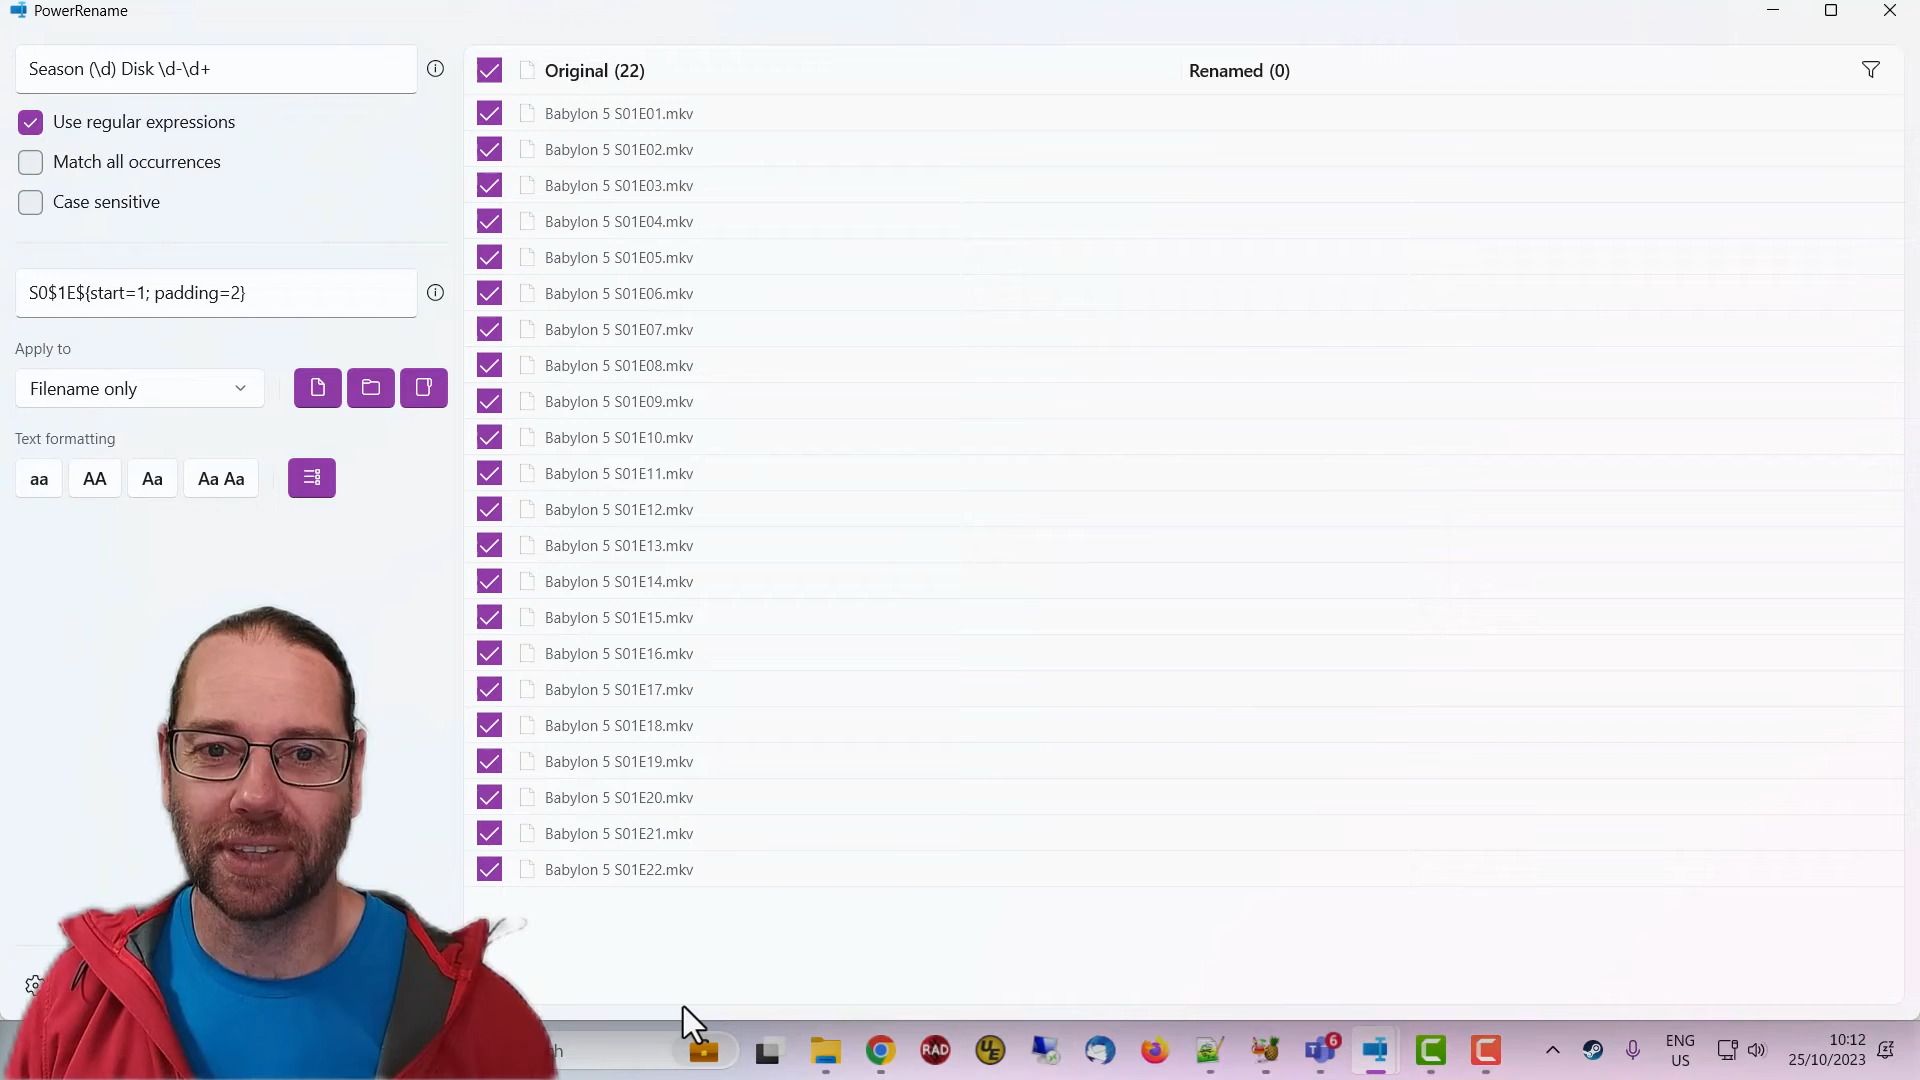 PowerRename
Season (\d) Disk \d-\d+
Use regular expressions
Match all occurrences
Case sensitive
S0$1E${start=1; padding=2}
Apply to
Filename only
Text formatting
aa AA Aa Aa Aa
Original (22) Renamed (0)
Babylon 5 S01E01.mkv
Babylon 5 S01E02.mkv
Babylon 5 S01E03.mkv
Babylon 5 S01E04.mkv
Babylon 5 S01E05.mkv
Babylon 5 S01E06.mkv
Babylon 5 S01E07.mkv
Babylon 5 S01E08.mkv
Babylon 5 S01E09.mkv
Babylon 5 S01E10.mkv
Babylon 5 S01E11.mkv
Babylon 5 S01E12.mkv
Babylon 5 S01E13.mkv
Babylon 5 S01E14.mkv
Babylon 5 S01E15.mkv
Babylon 5 S01E16.mkv
Babylon 5 S01E17.mkv
Babylon 5 S01E18.mkv
Babylon 5 S01E19.mkv
Babylon 5 S01E20.mkv
Babylon 5 S01E21.mkv
Babylon 5 S01E22.mkv
ch RAD UE T 6 C C ENG 10:12
US 25/10/2023